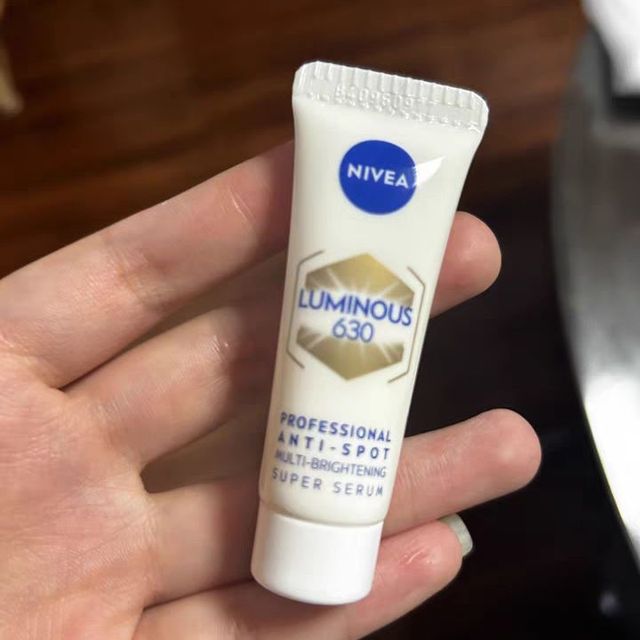 NIVEA
LUMINOUS
630
PROFESSIONAL
ANTI-SPOT
MULTI-BRIGHTENING
SUPER SERUM